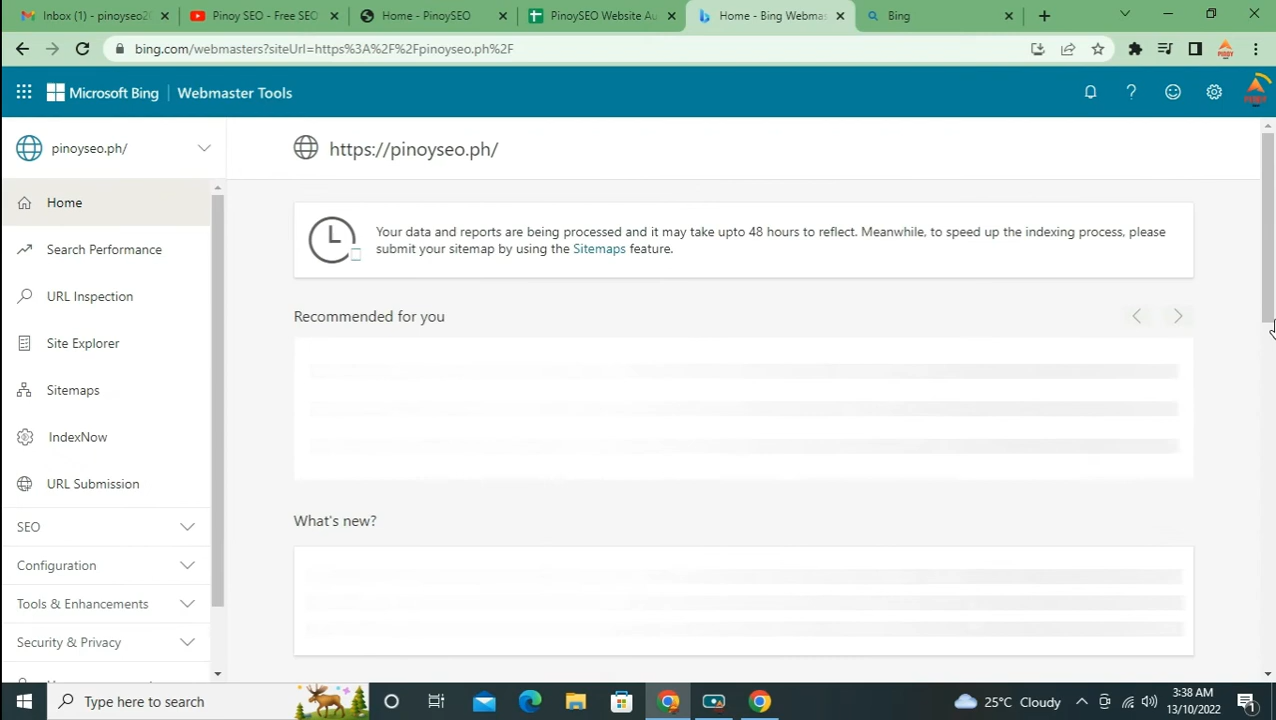 Inbox (1) - pinoyseo2
Pinoy SEO - Free SEO
Home - PinoySEO
PinoySEO Website Au
Home - Bing Webmas
Bing
bing.com/webmasters?siteUrl=https%3A%2F%2Fpinoyseo.ph%2F
Microsoft Bing
Webmaster Tools
pinoyseo.ph/
https://pinoyseo.ph/
Home
Search Performance
URL Inspection
Site Explorer
Sitemaps
IndexNow
URL Submission
SEO
Configuration
Tools & Enhancements
Security & Privacy
Your data and reports are being processed and it may take upto 48 hours to reflect. Meanwhile, to speed up the indexing process, please
submit your sitemap by using the Sitemaps feature.
Recommended for you
What's new?
Type here to search
25°C Cloudy
3:38 AM
13/10/2022
1